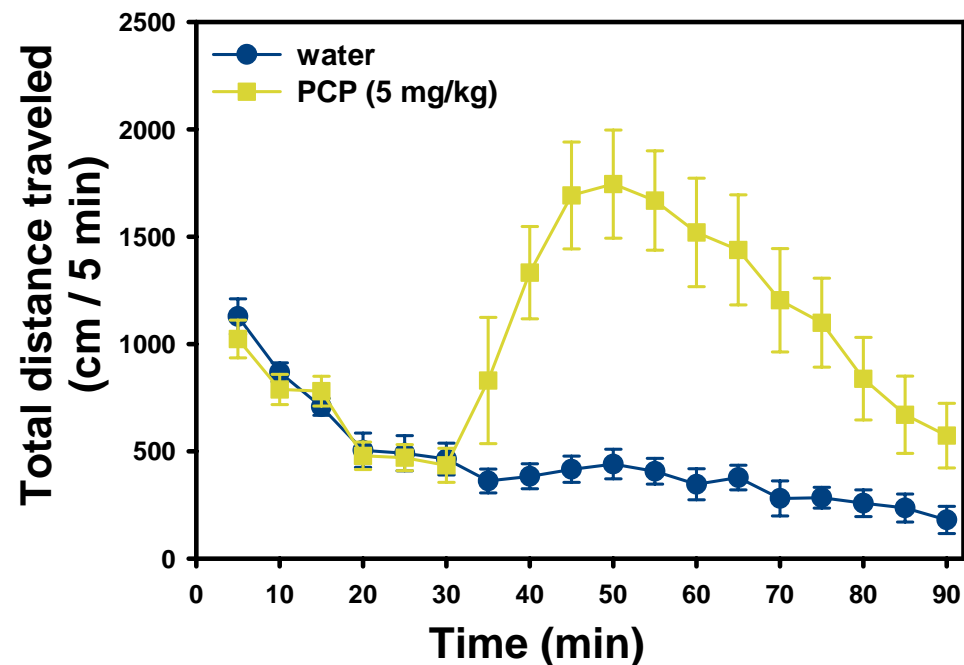 Total distance traveled
(cm / 5 min)
2500
2000
1500
1000
500
0
water
PCP (5 mg/kg)
0 10 20 30 40 50 60 70 80 90
Time (min)